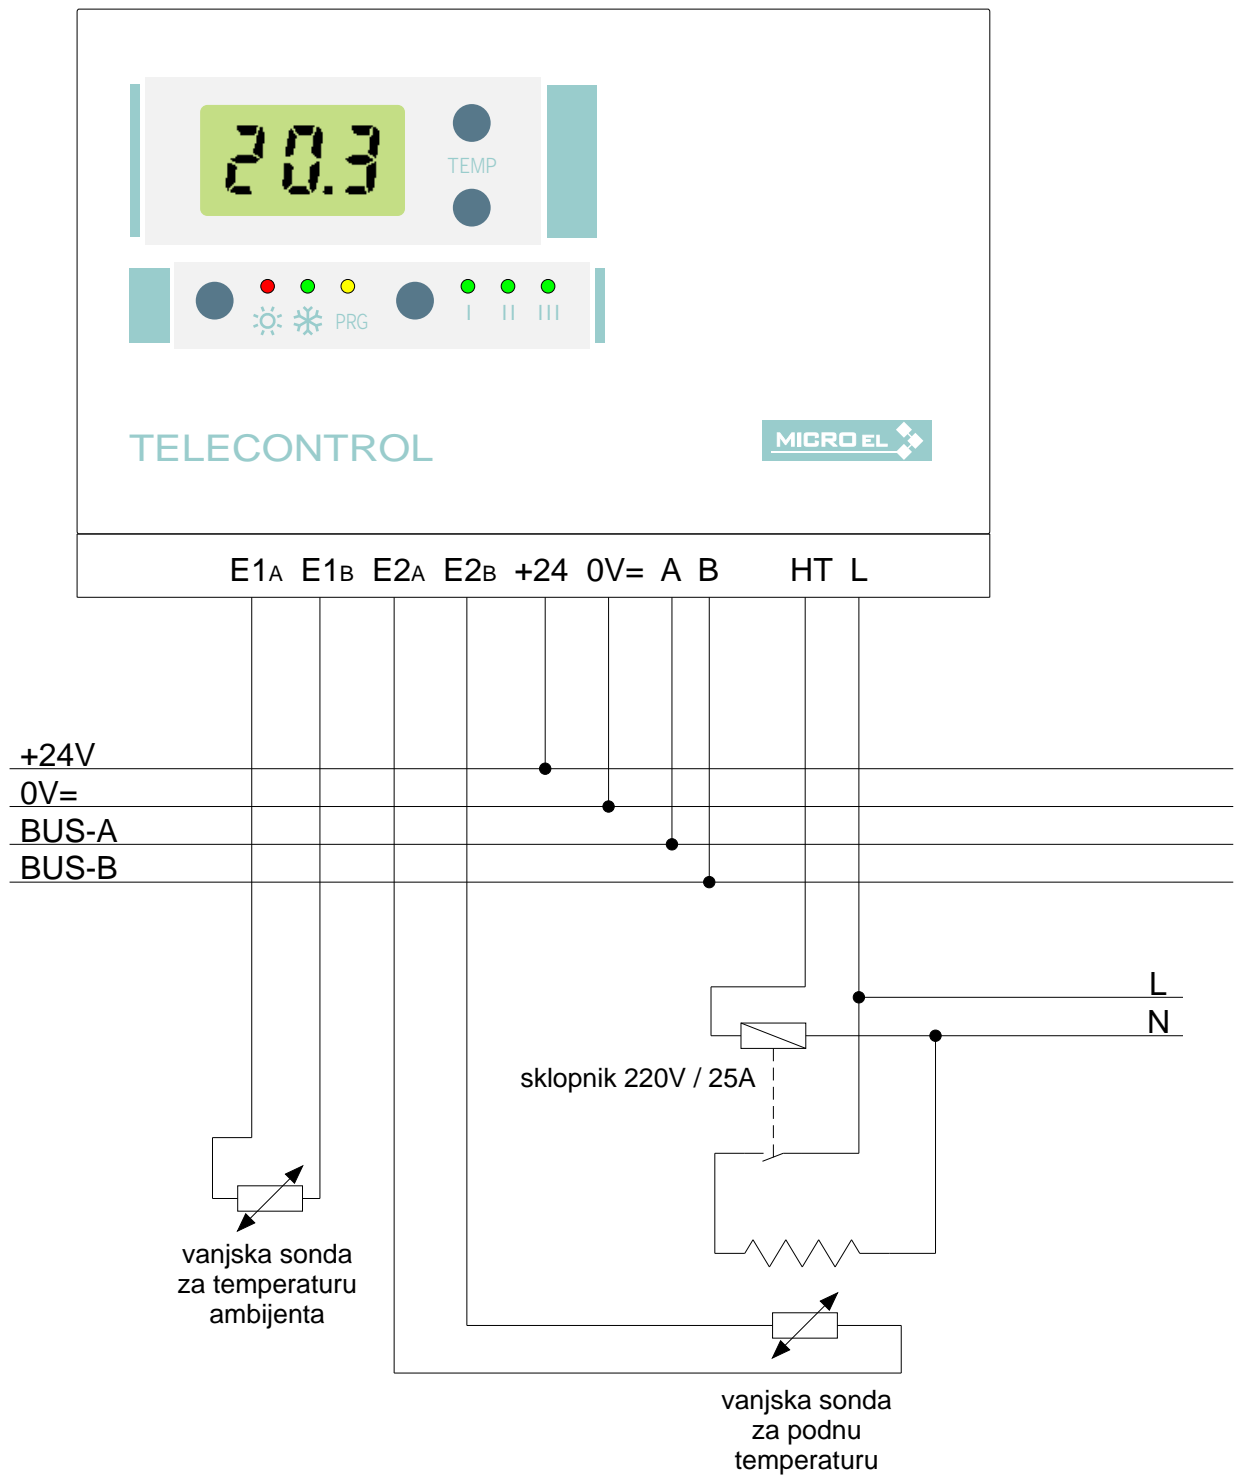 20.3
TEMP
PRG
I II III
TELECONTROL
MICRO EL
E1A E1B E2A E2B +24 0V= A B HT L
+24V
0V=
BUS-A
BUS-B
L
N
sklopnik 220V / 25A
vanjska sonda
za temperaturu
ambijenta
vanjska sonda
za podnu
temperaturu